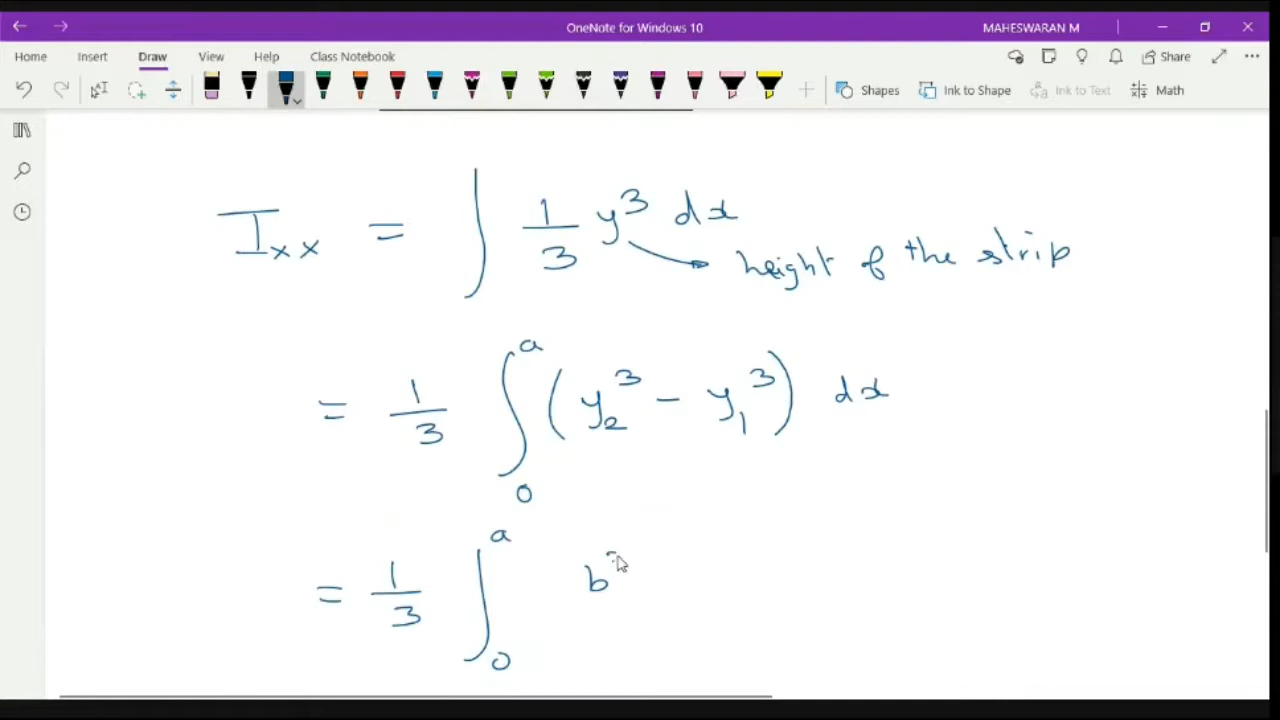 OneNote for Windows 10
MAHESWARAN M
Home Insert Draw View Help Class Notebook Share
Shapes Ink to Shape Ink to Text Math
I_xx = ∫ 1/3 y³ dx
height of the strip
= 1/3 ∫₀ᵃ (y₂³ - y₁³) dx
= 1/3 ∫₀ᵃ b